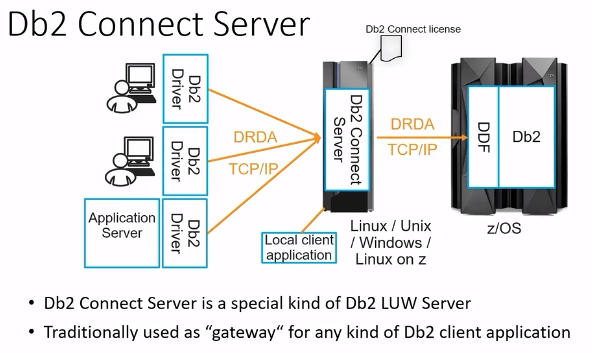 Db2 Connect Server
Db2 Connect license
Db2
Driver
Db2
Driver
Application
Server
Db2
Driver
DRDA
TCP/IP
Db2 Connect
Server
Local client
application
Linux / Unix
/ Windows /
Linux on z
DRDA
TCP/IP
DDF
Db2
z/OS
• Db2 Connect Server is a special kind of Db2 LUW Server
• Traditionally used as “gateway“ for any kind of Db2 client application